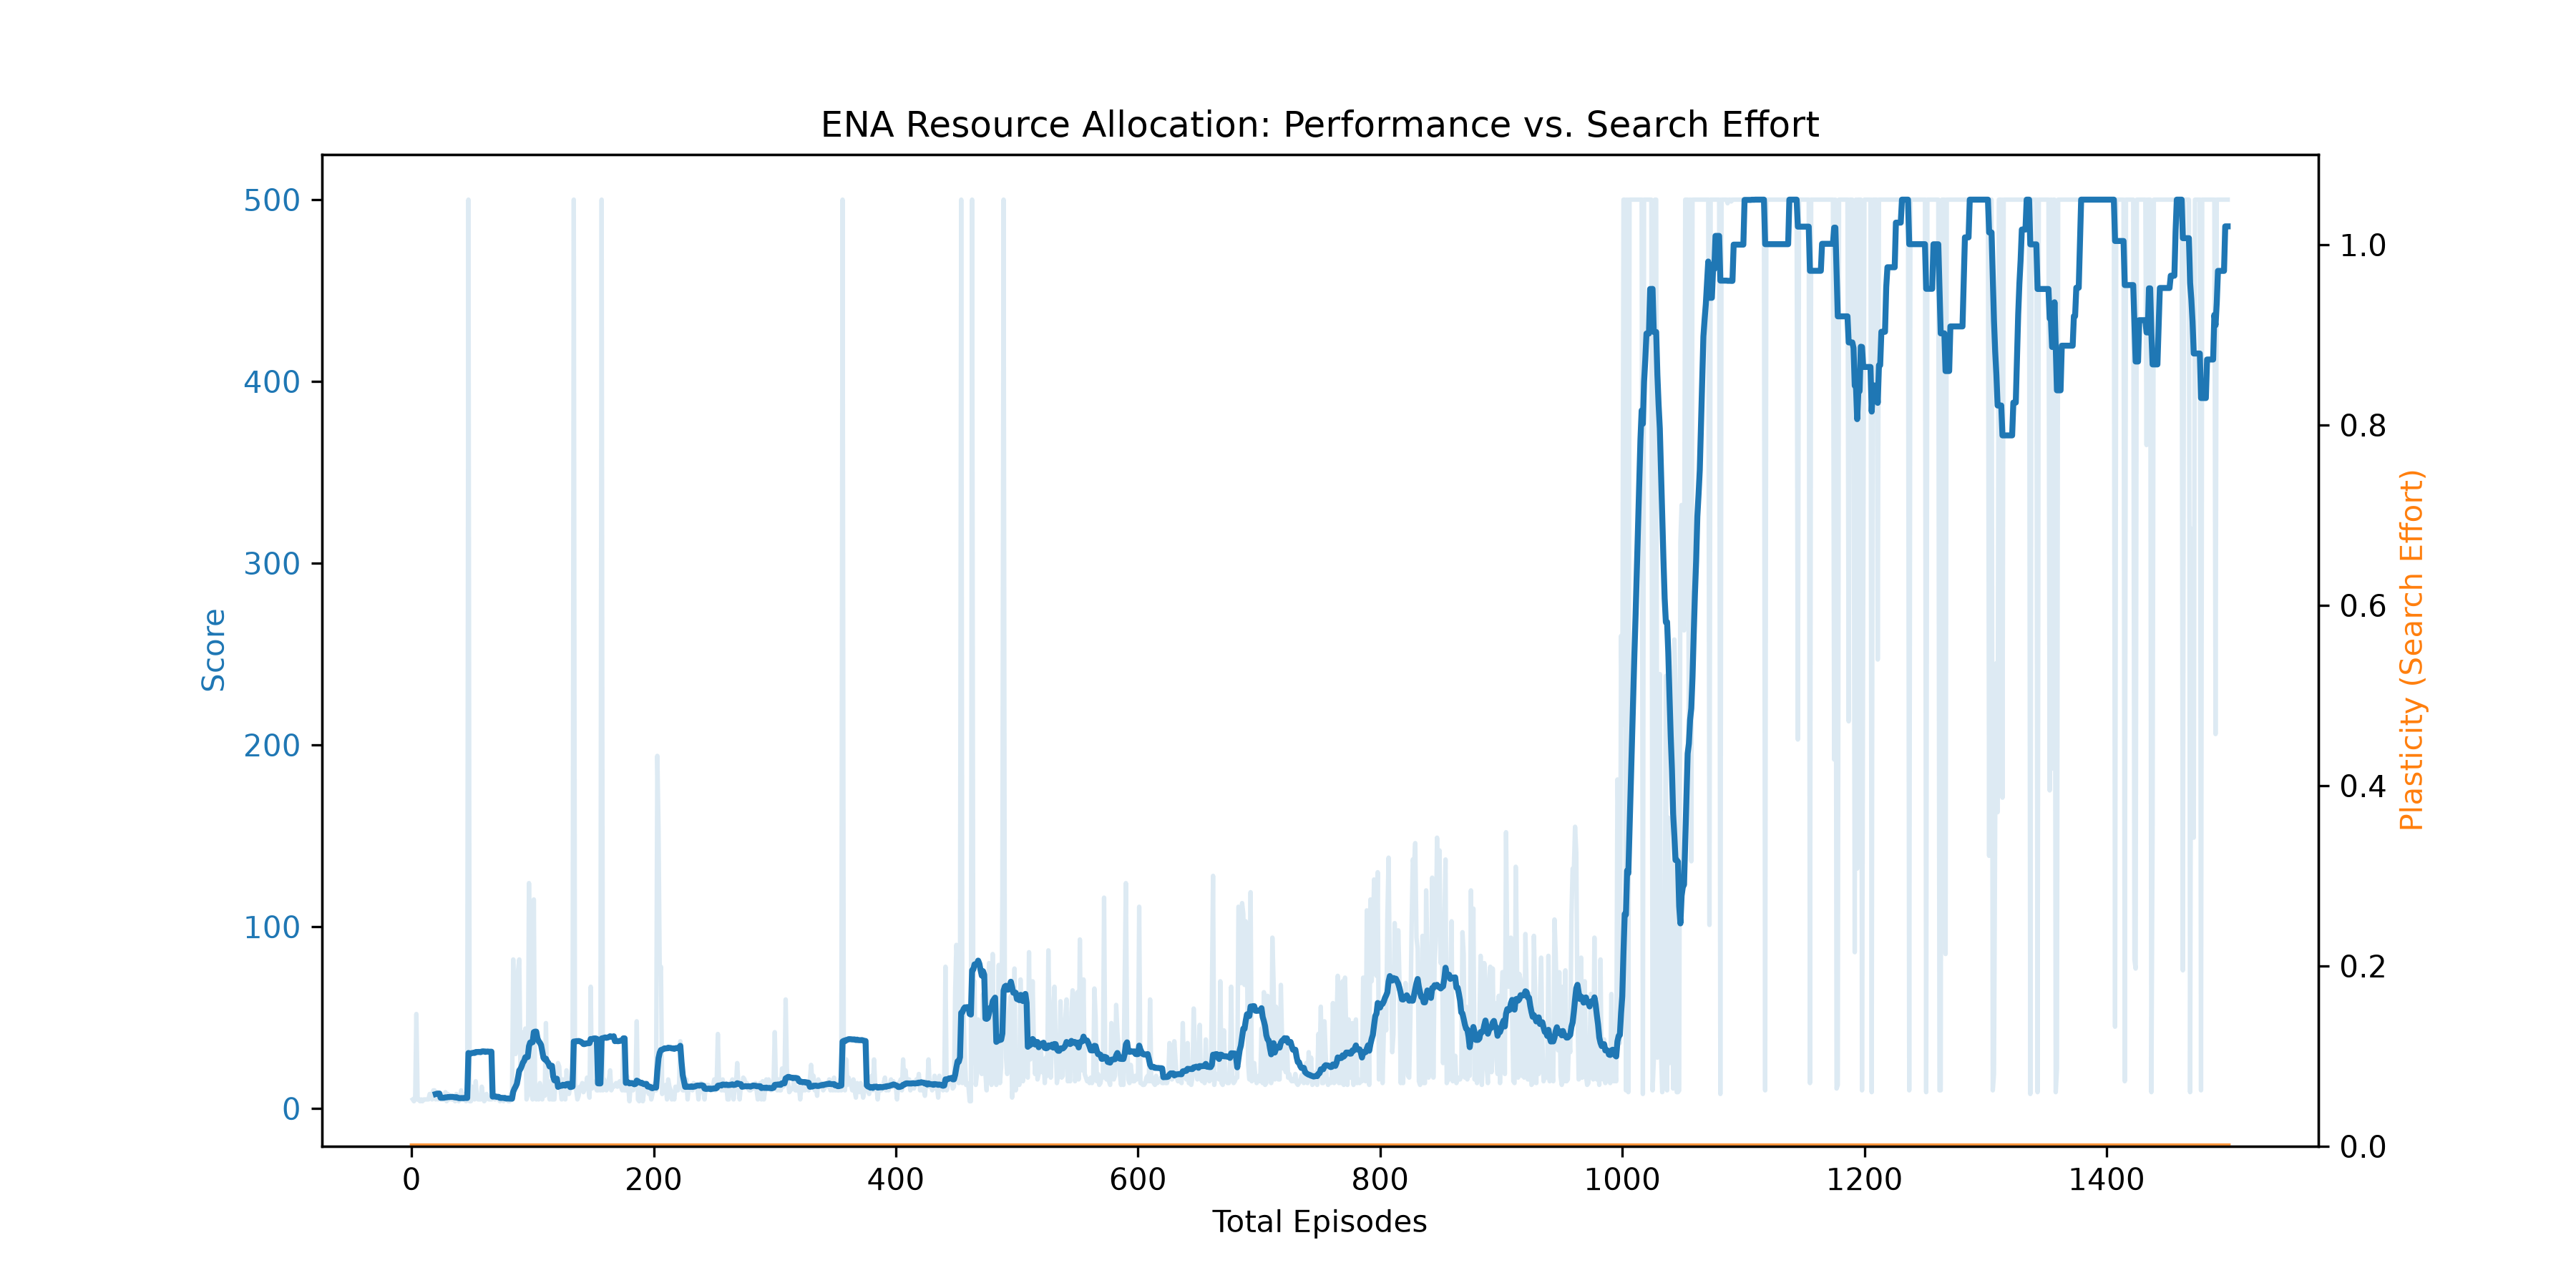 ENA Resource Allocation: Performance vs. Search Effort
500
400
300
200
100
0
Score
1.0
0.8
0.6
0.4
0.2
0.0
Plasticity (Search Effort)
0 200 400 600 800 1000 1200 1400
Total Episodes